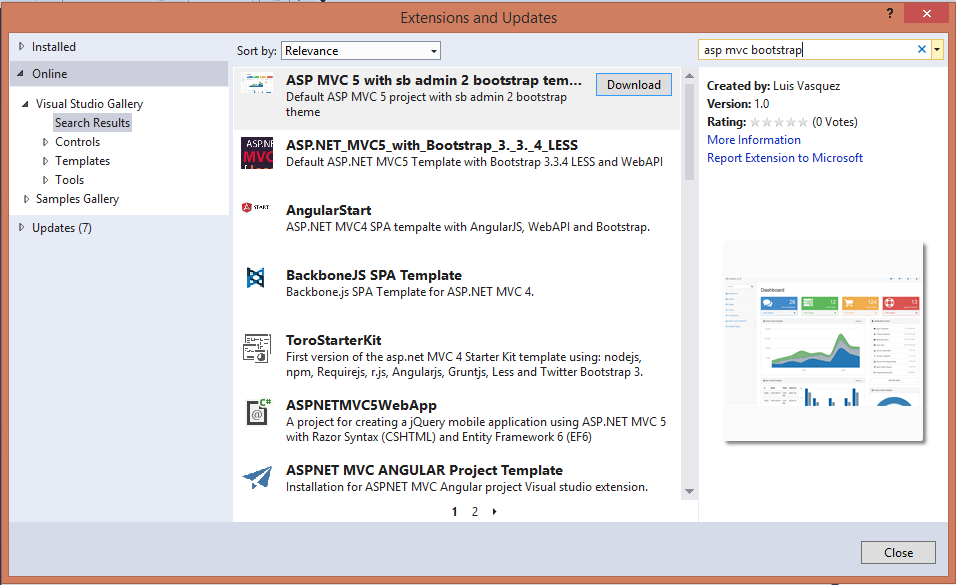 Extensions and Updates
?
Installed
Online
Visual Studio Gallery
Search Results
Controls
Templates
Tools
Samples Gallery
Updates (7)
Sort by: Relevance
asp mvc bootstrap
ASP MVC 5 with sb admin 2 bootstrap tem...
Download
Default ASP MVC 5 project with sb admin 2 bootstrap
theme
ASP.NET_MVC5_with_Bootstrap_3._3._4_LESS
Default ASP.NET MVC5 Template with Bootstrap 3.3.4 LESS and WebAPI
START
AngularStart
ASP.NET MVC4 SPA tempalte with AngularJS, WebAPI and Bootstrap.
BackboneJS SPA Template
Backbone.js SPA Template for ASP.NET MVC 4.
ToroStarterKit
First version of the asp.net MVC 4 Starter Kit template using: nodejs,
npm, Requirejs, r.js, Angularjs, Gruntjs, Less and Twitter Bootstrap 3.
ASPNETMVC5WebApp
A project for creating a jQuery mobile application using ASP.NET MVC 5
with Razor Syntax (CSHTML) and Entity Framework 6 (EF6)
ASPNET MVC ANGULAR Project Template
Installation for ASPNET MVC Angular project Visual studio extension.
1 2
Created by: Luis Vasquez
Version: 1.0
Rating: (0 Votes)
More Information
Report Extension to Microsoft
Dashboard
26
12
124
13
Close